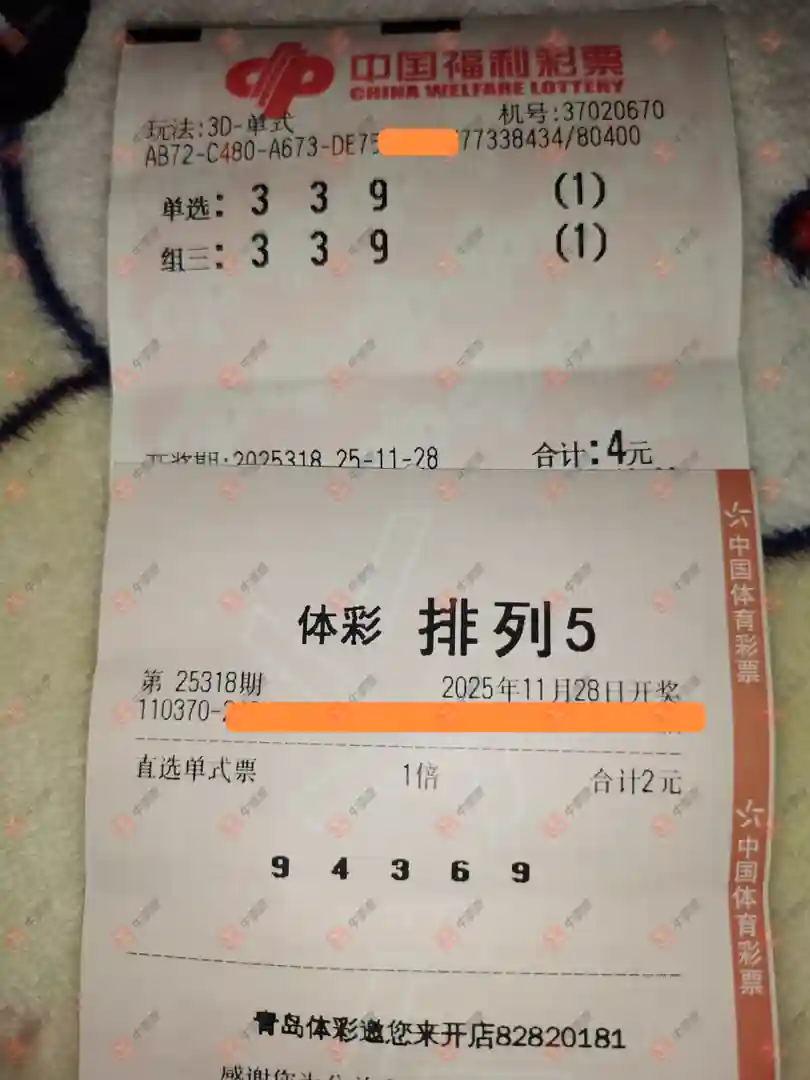 中国福利彩票
CHINA WELFARE LOTTERY
玩法:3D-单式 机号:37020670
AB72-C480-A673-DE75 77338434/80400
单选: 3 3 9 (1)
组三: 3 3 9 (1)
开奖期:2025318 25-11-28 合计:4元
体彩 排列5
第 25318期 2025年11月28日开奖
110370-
直选单式票 1倍 合计2元
9 4 3 6 9
青岛体彩邀您来开店82820181
感谢您为公益
中国体育彩票
中国体育彩票